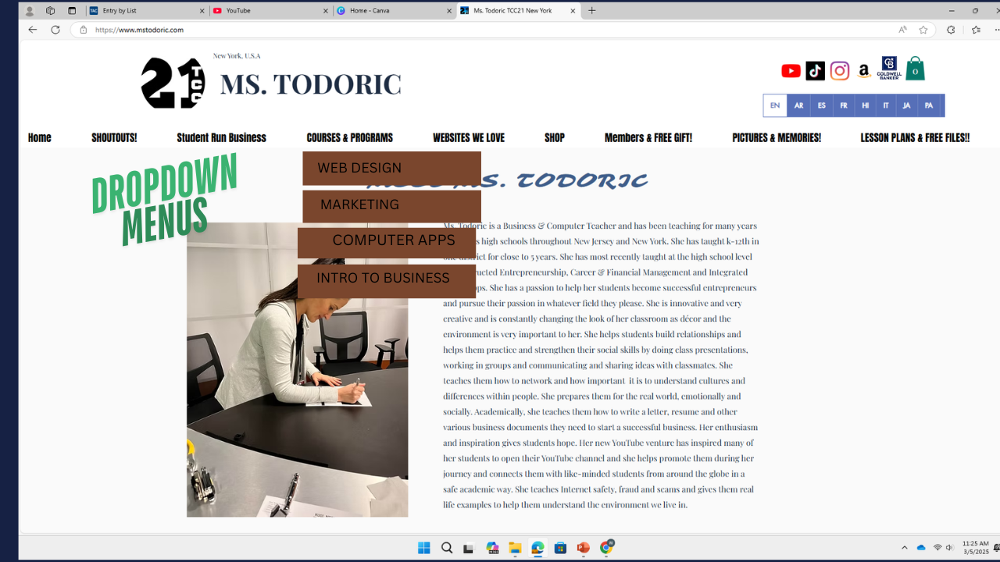 Entry by List
YouTube
Home - Canva
Ms. Todoric TCC21 New York
https://www.mstodoric.com
New York, U.S.A
21 TCC
MS. TODORIC
COLDWELL BANKER
0
EN AR ES FR HI IT JA PA
Home SHOUTOUTS! Student Run Business COURSES & PROGRAMS WEBSITES WE LOVE SHOP Members & FREE GIFT! PICTURES & MEMORIES! LESSON PLANS & FREE FILES!!
DROPDOWN
MENUS
WEB DESIGN
MARKETING
COMPUTER APPS
INTRO TO BUSINESS
MS. TODORIC
Ms. Todoric is a Business & Computer Teacher and has been teaching for many years
high schools throughout New Jersey and New York. She has taught k-12th in
one district for close to 5 years. She has most recently taught at the high school level
Entrepreneurship, Career & Financial Management and Integrated
She has a passion to help her students become successful entrepreneurs
and pursue their passion in whatever field they please. She is innovative and very
creative and is constantly changing the look of her classroom as décor and the
environment is very important to her. She helps students build relationships and
helps them practice and strengthen their social skills by doing class presentations,
working in groups and communicating and sharing ideas with classmates. She
teaches them how to network and how important it is to understand cultures and
differences within people. She prepares them for the real world, emotionally and
socially. Academically, she teaches them how to write a letter, resume and other
various business documents they need to start a successful business. Her enthusiasm
and inspiration gives students hope. Her new YouTube venture has inspired many of
her students to open their YouTube channel and she helps promote them during her
journey and connects them with like-minded students from around the globe in a
safe academic way. She teaches Internet safety, fraud and scams and gives them real
life examples to help them understand the environment we live in.
11:25 AM
3/5/2025